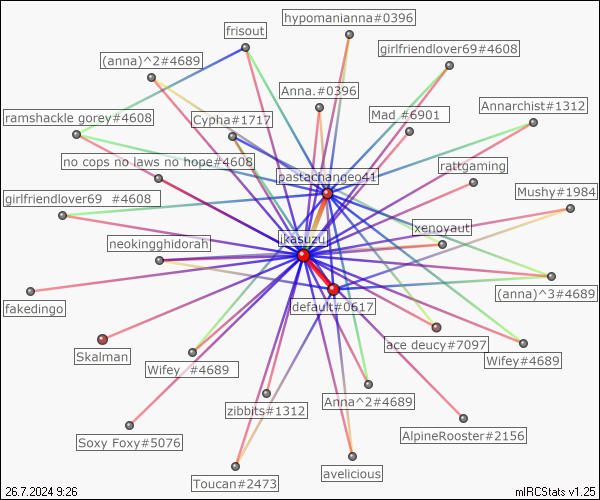 hypomanianna#0396
frisout
girlfriendlover69#4608
(anna)^2#4689
Anna.#0396
Annarchist#1312
ramshackle gorey#4608
Cypha#1717
Mad #6901
no cops no laws no hope#4608
rattgaming
pastachangeo41
Mushy#1984
girlfriendlover69 #4608
xenoyaut
neokingghidorah
ikasuzu
(anna)^3#4689
fakedingo
default#0617
ace deucy#7097
Skalman
Wifey #4689
Wifey#4689
Anna^2#4689
zibbits#1312
AlpineRooster#2156
Soxy Foxy#5076
avelicious
Toucan#2473
26.7.2024 9:26
mIRCStats v1.25